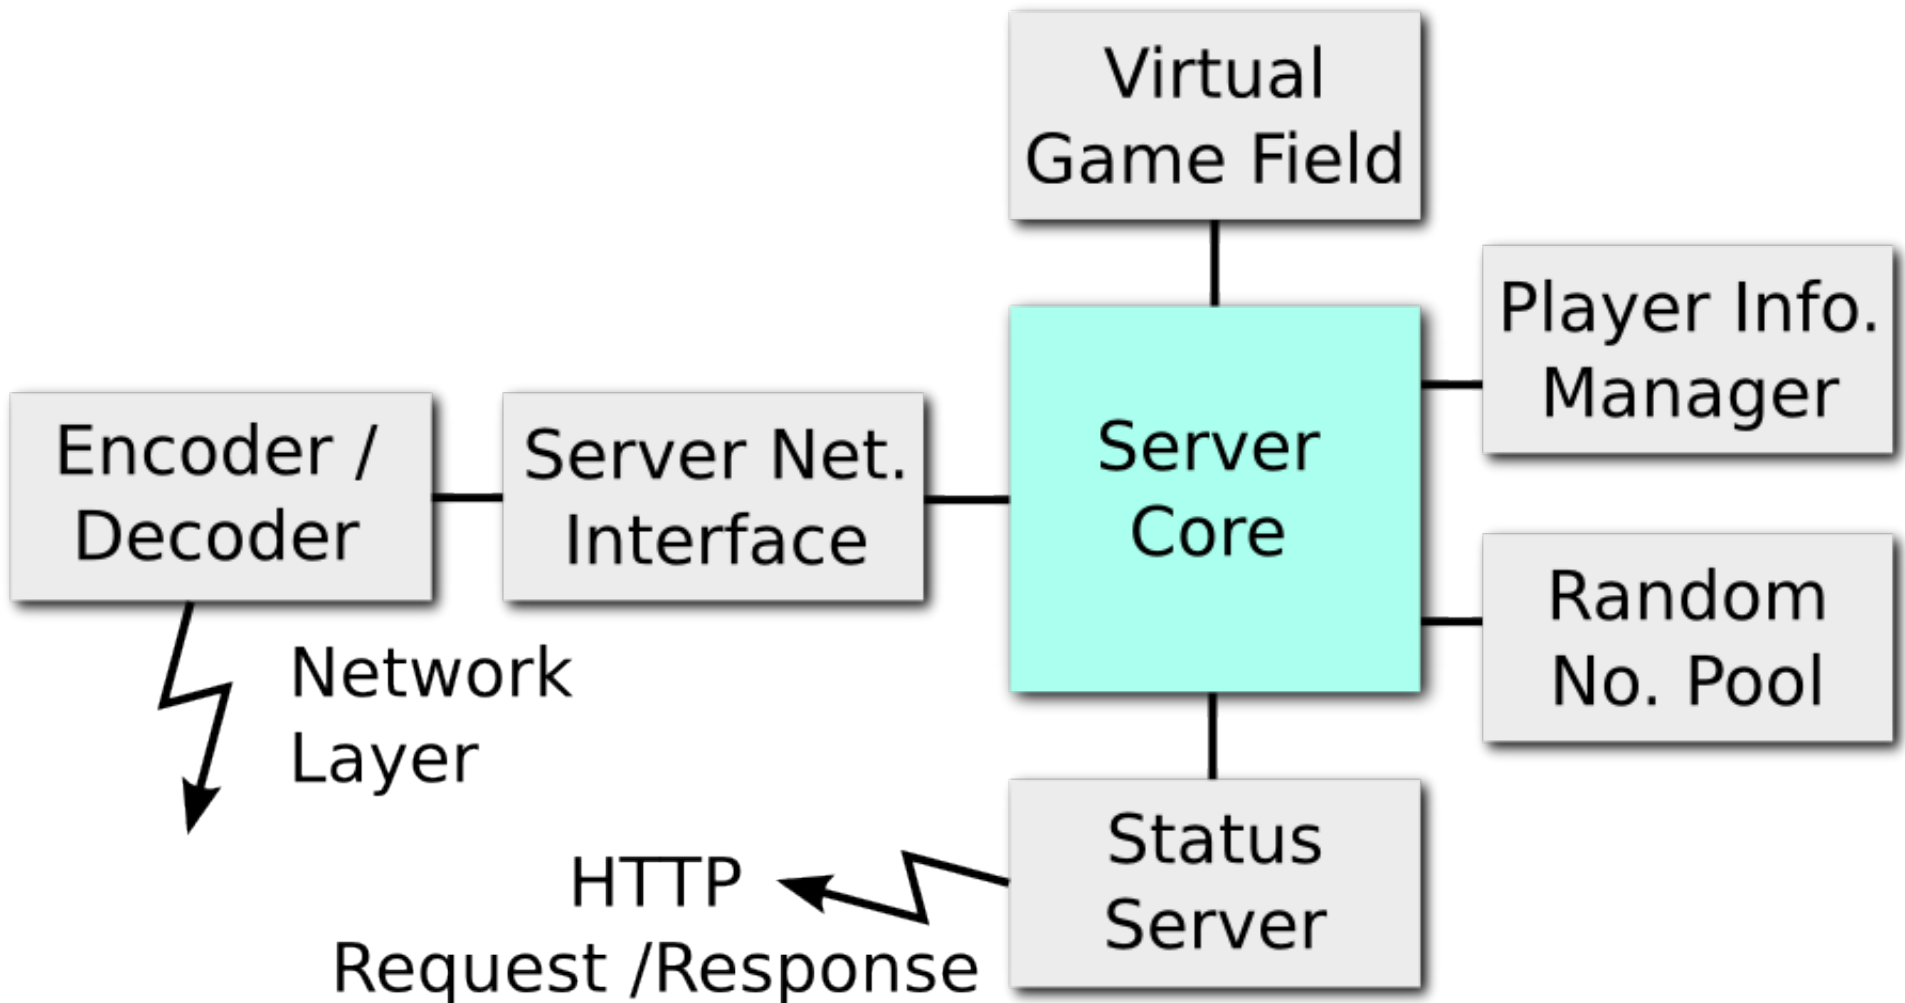 Virtual
Game Field
Player Info.
Manager
Encoder /
Decoder
Server Net.
Interface
Server
Core
Random
No. Pool
Network
Layer
Status
Server
HTTP
Request /Response